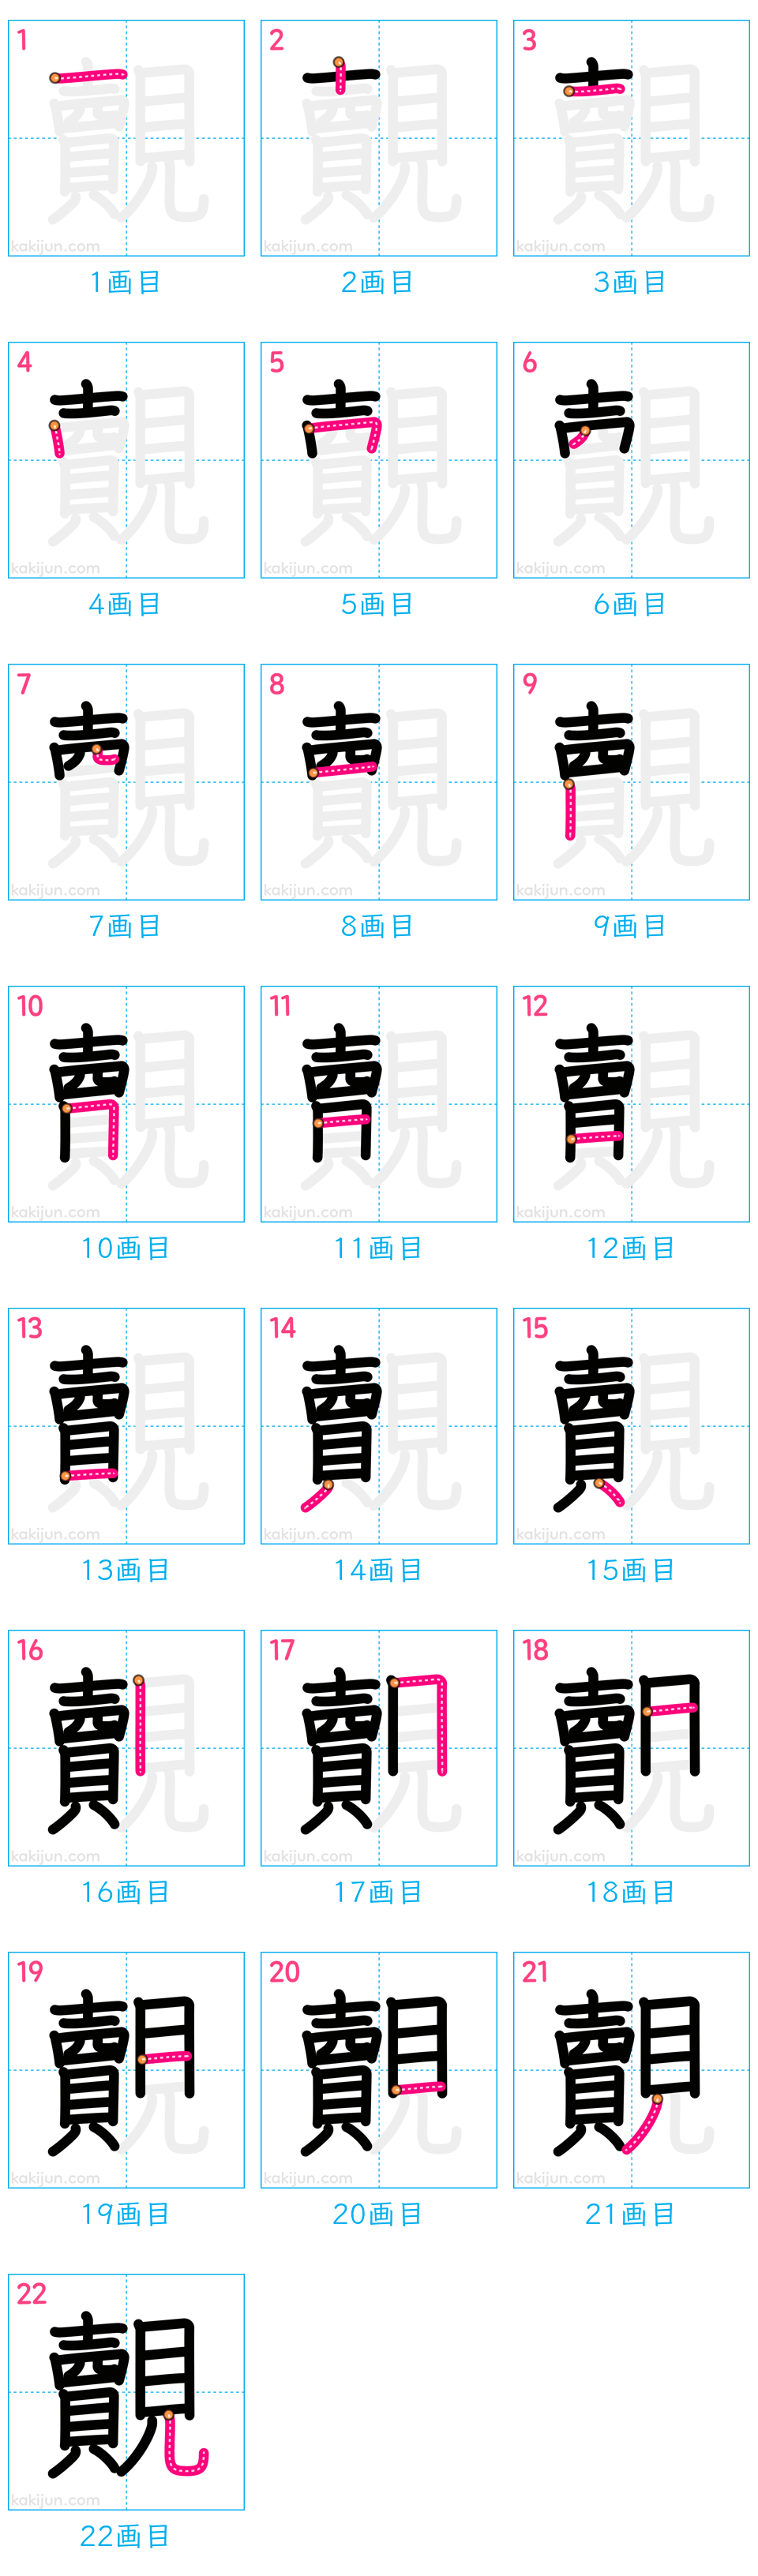 1 2 3
kakijun.com kakijun.com kakijun.com
1画目 2画目 3画目
4 5 6
kakijun.com kakijun.com kakijun.com
4画目 5画目 6画目
7 8 9
kakijun.com kakijun.com kakijun.com
7画目 8画目 9画目
10 11 12
kakijun.com kakijun.com kakijun.com
10画目 11画目 12画目
13 14 15
kakijun.com kakijun.com kakijun.com
13画目 14画目 15画目
16 17 18
kakijun.com kakijun.com kakijun.com
16画目 17画目 18画目
19 20 21
kakijun.com kakijun.com kakijun.com
19画目 20画目 21画目
22
覿
kakijun.com
22画目